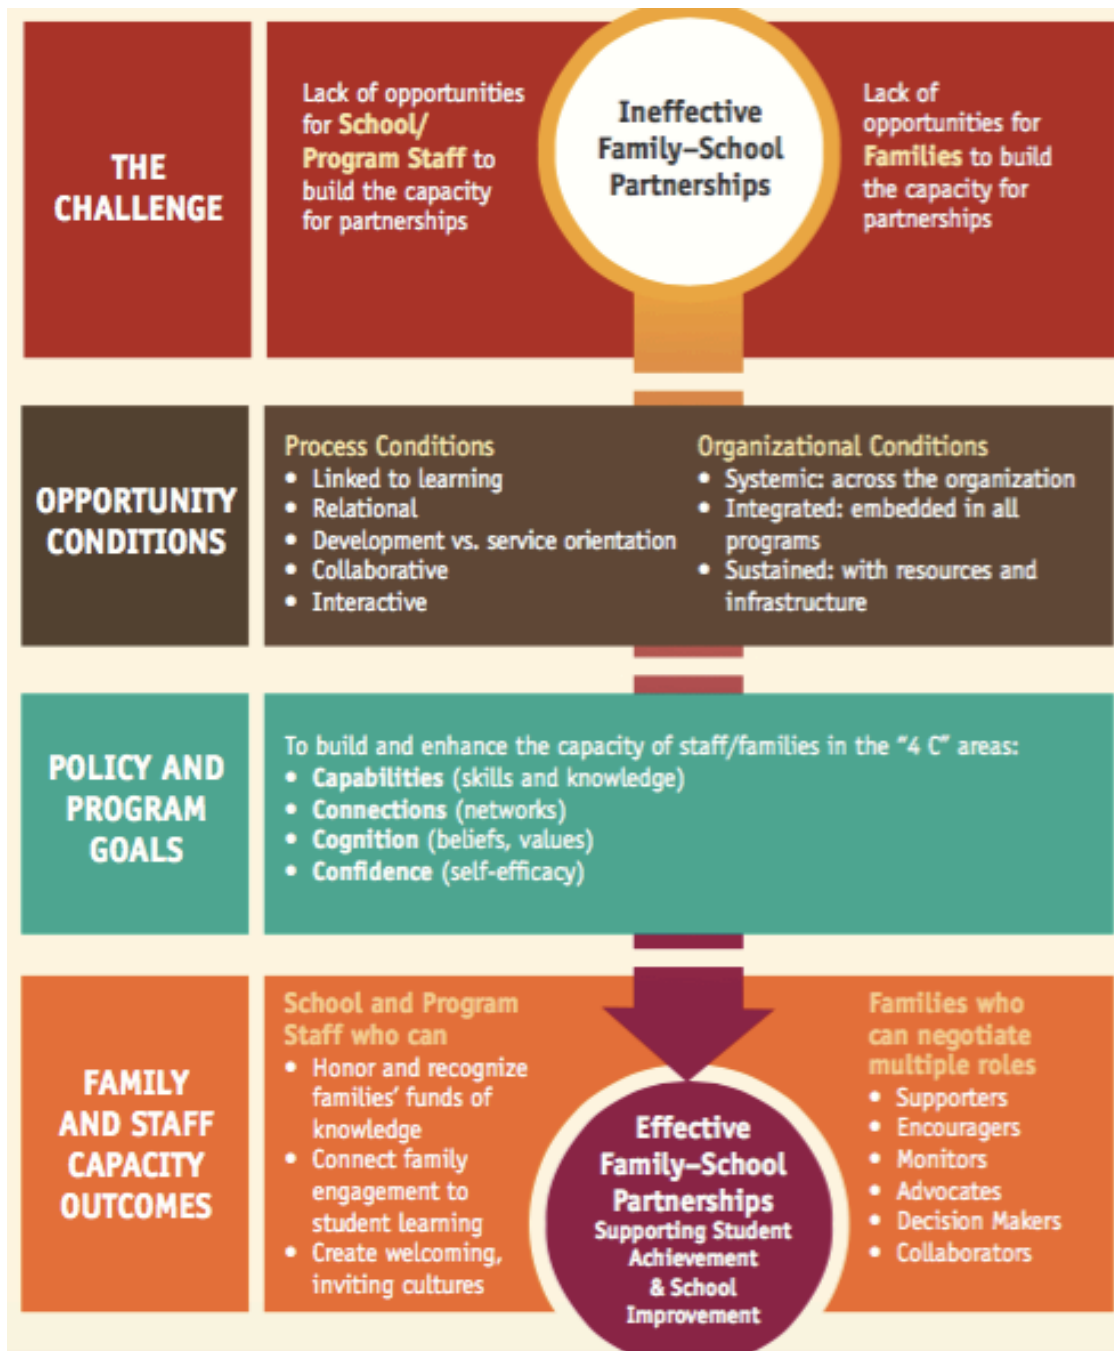 THE
CHALLENGE
Lack of opportunities
for School/
Program Staff to
build the capacity
for partnerships
Ineffective
Family–School
Partnerships
Lack of
opportunities for
Families to build
the capacity for
partnerships
OPPORTUNITY
CONDITIONS
Process Conditions
• Linked to learning
• Relational
• Development vs. service orientation
• Collaborative
• Interactive
Organizational Conditions
• Systemic: across the organization
• Integrated: embedded in all
programs
• Sustained: with resources and
infrastructure
POLICY AND
PROGRAM
GOALS
To build and enhance the capacity of staff/families in the “4 C” areas:
• Capabilities (skills and knowledge)
• Connections (networks)
• Cognition (beliefs, values)
• Confidence (self-efficacy)
FAMILY
AND STAFF
CAPACITY
OUTCOMES
School and Program
Staff who can
• Honor and recognize
families’ funds of
knowledge
• Connect family
engagement to
student learning
• Create welcoming,
inviting cultures
Effective
Family–School
Partnerships
Supporting Student
Achievement
& School
Improvement
Families who
can negotiate
multiple roles
• Supporters
• Encouragers
• Monitors
• Advocates
• Decision Makers
• Collaborators